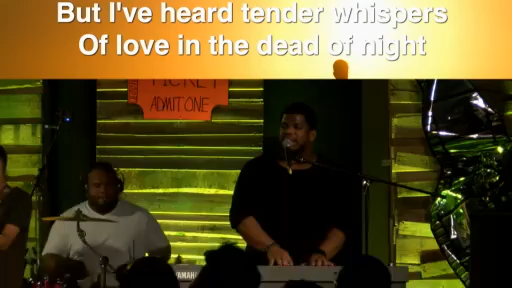 But I've heard tender whispers
Of love in the dead of night
TICKET
ADMIT ONE
YAMAHA